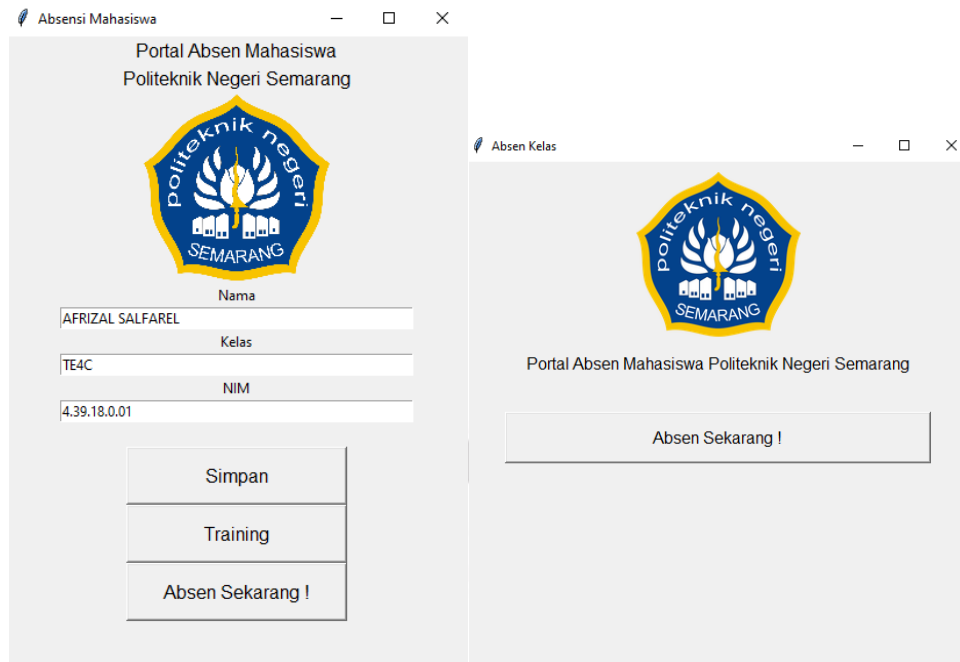 Absensi Mahasiswa
Portal Absen Mahasiswa
Politeknik Negeri Semarang
politeknik negeri
SEMARANG
Nama
AFRIZAL SALFAREL
Kelas
TE4C
NIM
4.39.18.0.01
Simpan
Training
Absen Sekarang !
Absen Kelas
politeknik negeri
SEMARANG
Portal Absen Mahasiswa Politeknik Negeri Semarang
Absen Sekarang !